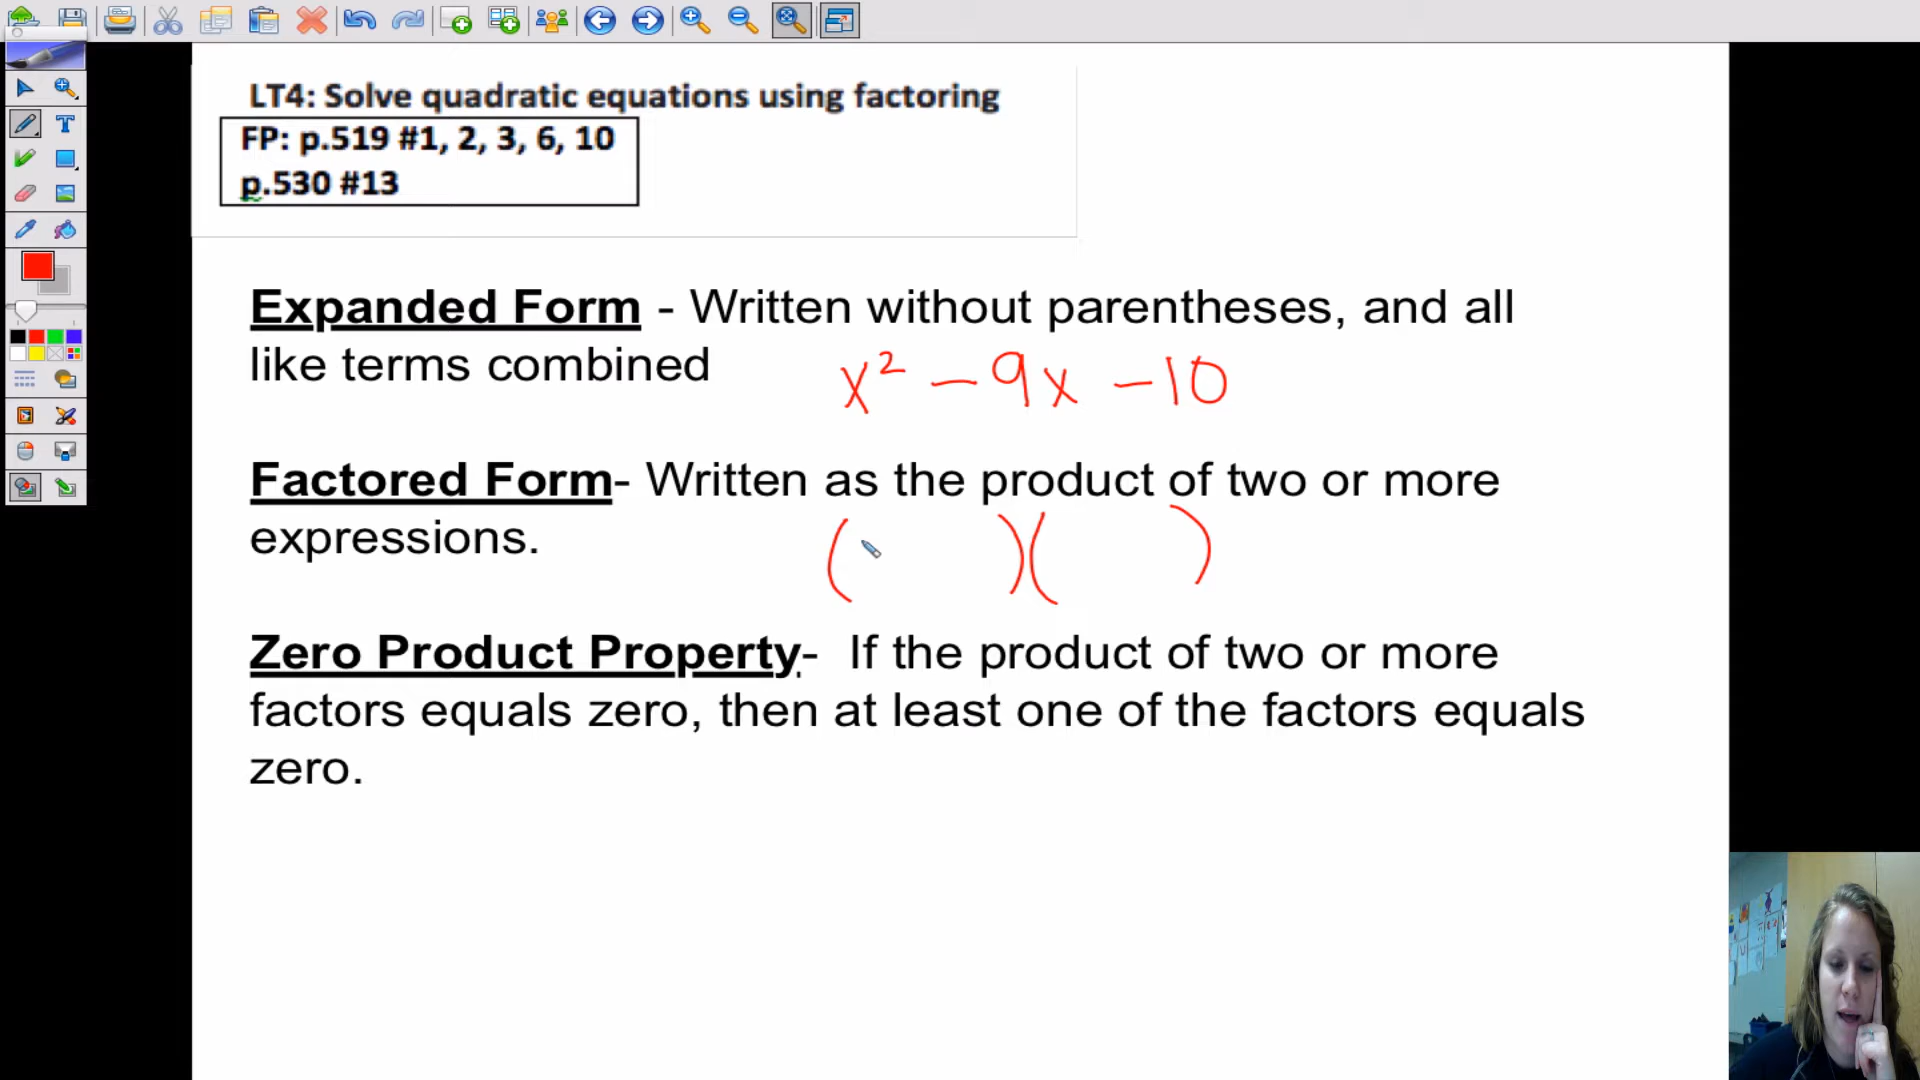 LT4: Solve quadratic equations using factoring
FP: p.519 #1, 2, 3, 6, 10
p.530 #13
Expanded Form - Written without parentheses, and all
like terms combined
x² - 9x - 10
Factored Form- Written as the product of two or more
expressions.
(   )(   )
Zero Product Property- If the product of two or more
factors equals zero, then at least one of the factors equals
zero.